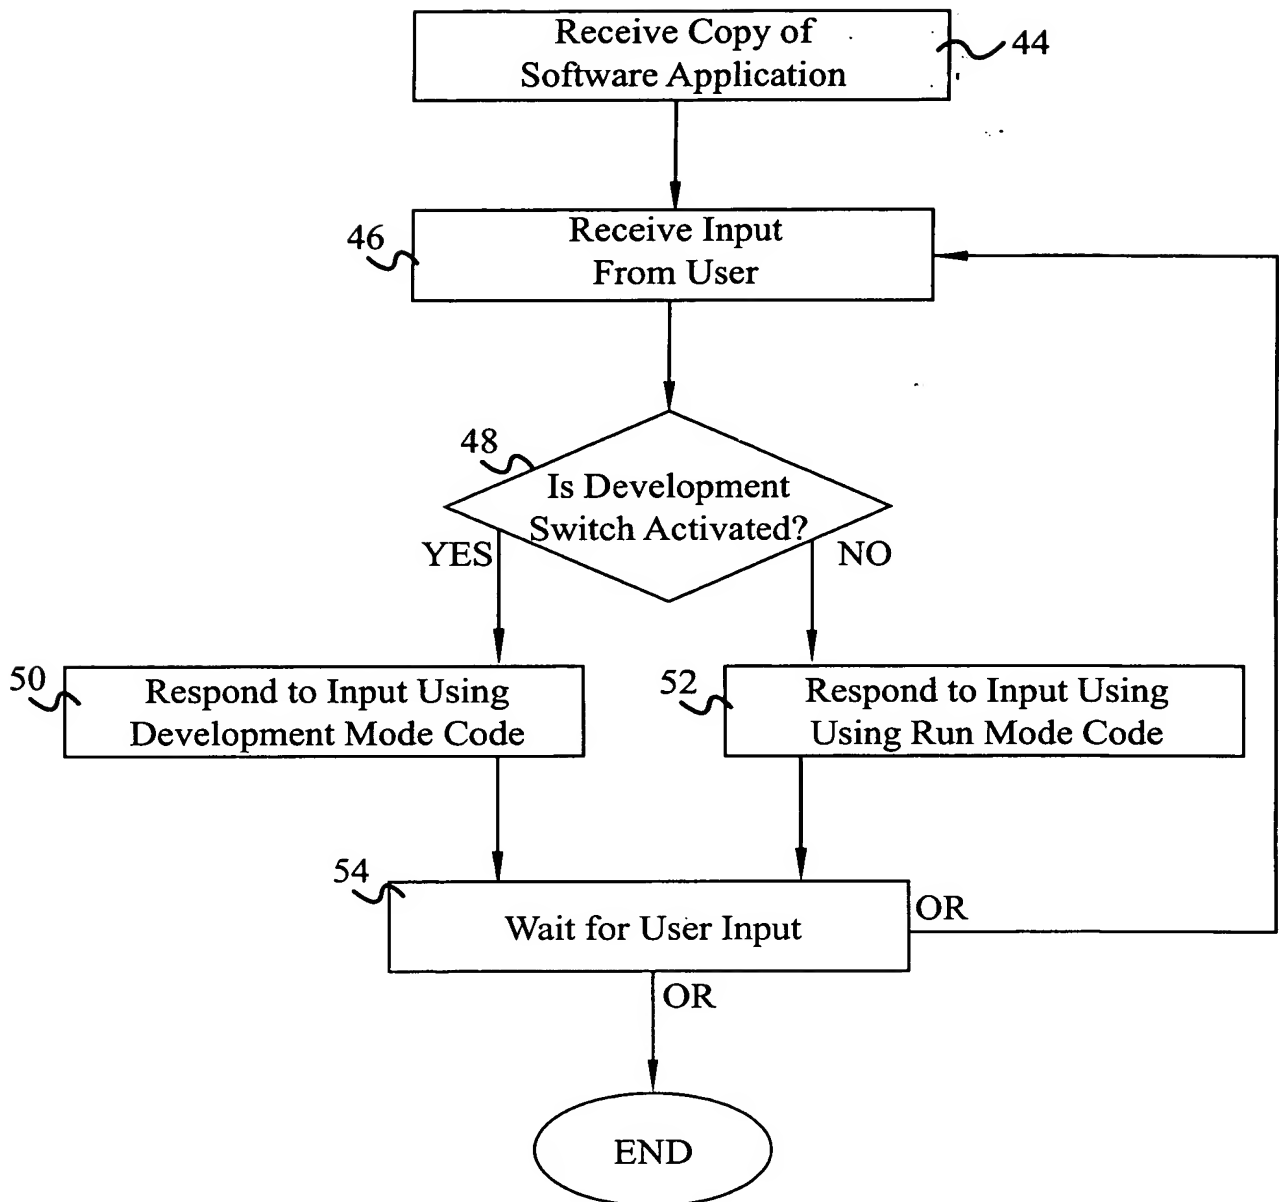 Receive Copy of
Software Application
44
46
Receive Input
From User
48
Is Development
Switch Activated?
YES
NO
50
Respond to Input Using
Development Mode Code
52
Respond to Input Using
Using Run Mode Code
54
Wait for User Input
OR
OR
END